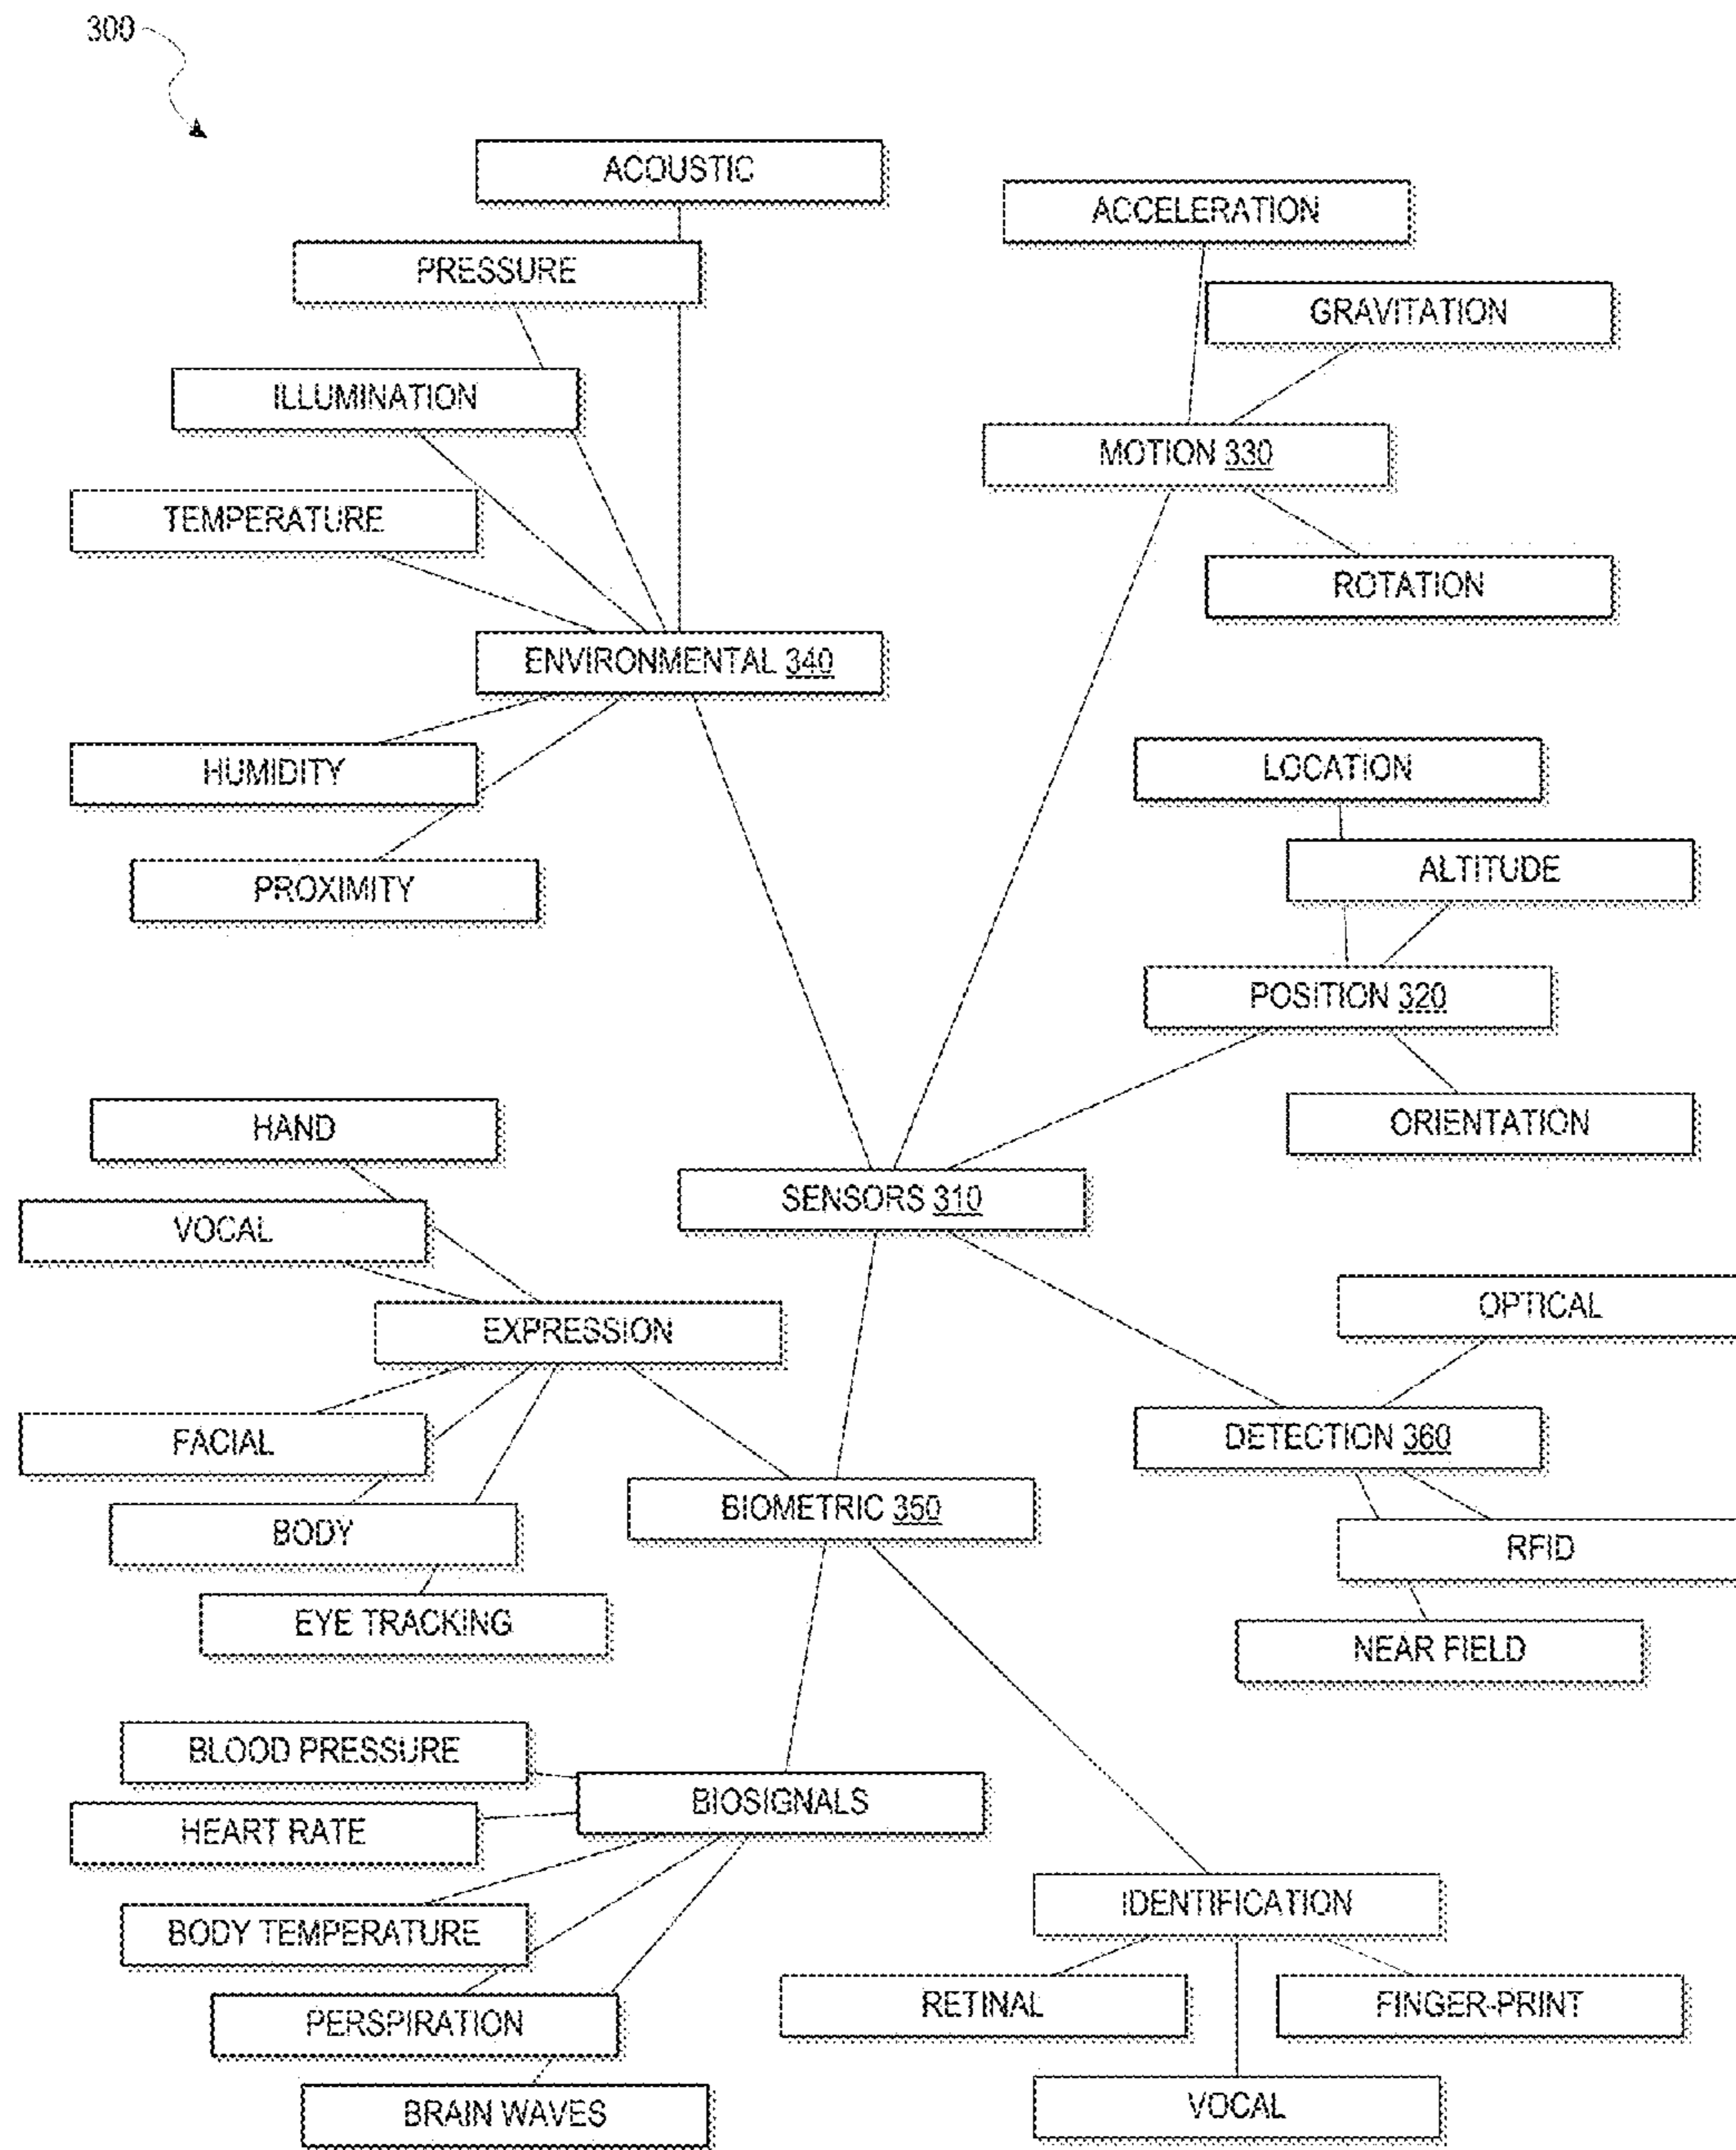 300
ACOUSTIC
ACCELERATION
PRESSURE
GRAVITATION
ILLUMINATION
MOTION 330
TEMPERATURE
ROTATION
ENVIRONMENTAL 340
HUMIDITY
LOCATION
ALTITUDE
PROXIMITY
POSITION 320
HAND
ORIENTATION
SENSORS 310
VOCAL
OPTICAL
EXPRESSION
FACIAL
DETECTION 360
BIOMETRIC 350
BODY
RFID
EYE TRACKING
NEAR FIELD
BLOOD PRESSURE
BIOSIGNALS
HEART RATE
IDENTIFICATION
BODY TEMPERATURE
RETINAL
FINGER-PRINT
PERSPIRATION
VOCAL
BRAIN WAVES